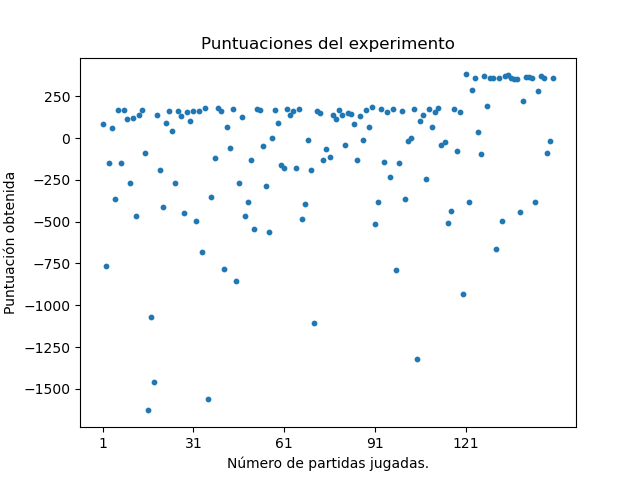 Puntuaciones del experimento
Puntuación obtenida
250
0
−250
−500
−750
−1000
−1250
−1500
1 31 61 91 121
Número de partidas jugadas.